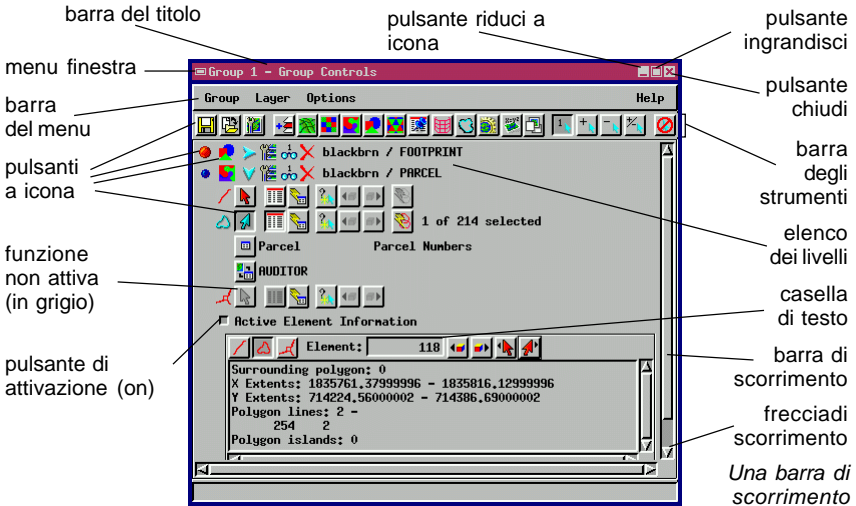 barra del titolo
pulsante riduci a
icona
pulsante
ingrandisci
menu finestra
Group 1 - Group Controls
pulsante
chiudi
barra
del menu
Group Layer Options Help
pulsanti
a icona
barra
degli
strumenti
blackbrn / FOOTPRINT
blackbrn / PARCEL
1 of 214 selected
elenco
dei livelli
funzione
non attiva
(in grigio)
Parcel Parcel Numbers
AUDITOR
casella
di testo
Active Element Information
pulsante di
attivazione (on)
Element: 118
barra di
scorrimento
Surrounding polygon: 0
X Extents: 1835761.37999996 - 1835816.12999996
Y Extents: 714224.56000002 - 714386.69000002
Polygon lines: 2 -
254 2
Polygon islands: 0
frecciadi
scorrimento
Una barra di
scorrimento